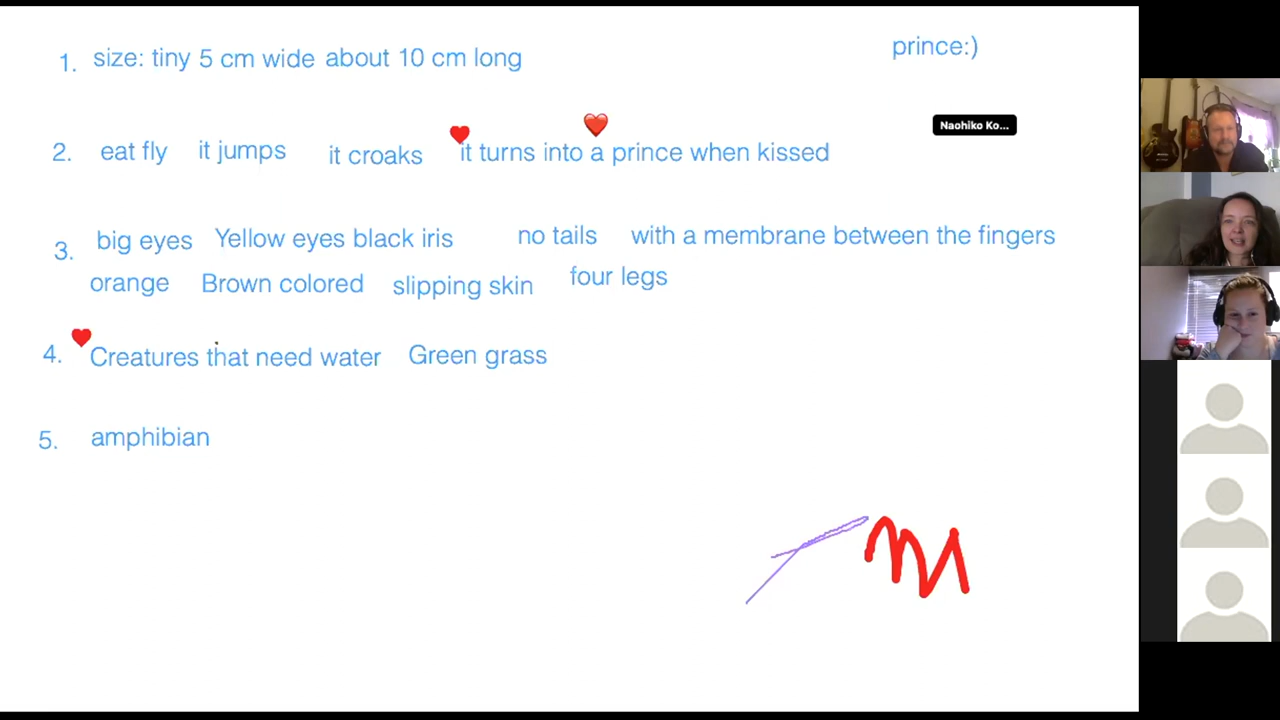 1. size: tiny 5 cm wide about 10 cm long
prince:)
Naohiko Ko...
2. eat fly it jumps it croaks it turns into a prince when kissed
3. big eyes Yellow eyes black iris no tails with a membrane between the fingers
orange Brown colored slipping skin four legs
4. Creatures that need water Green grass
5. amphibian